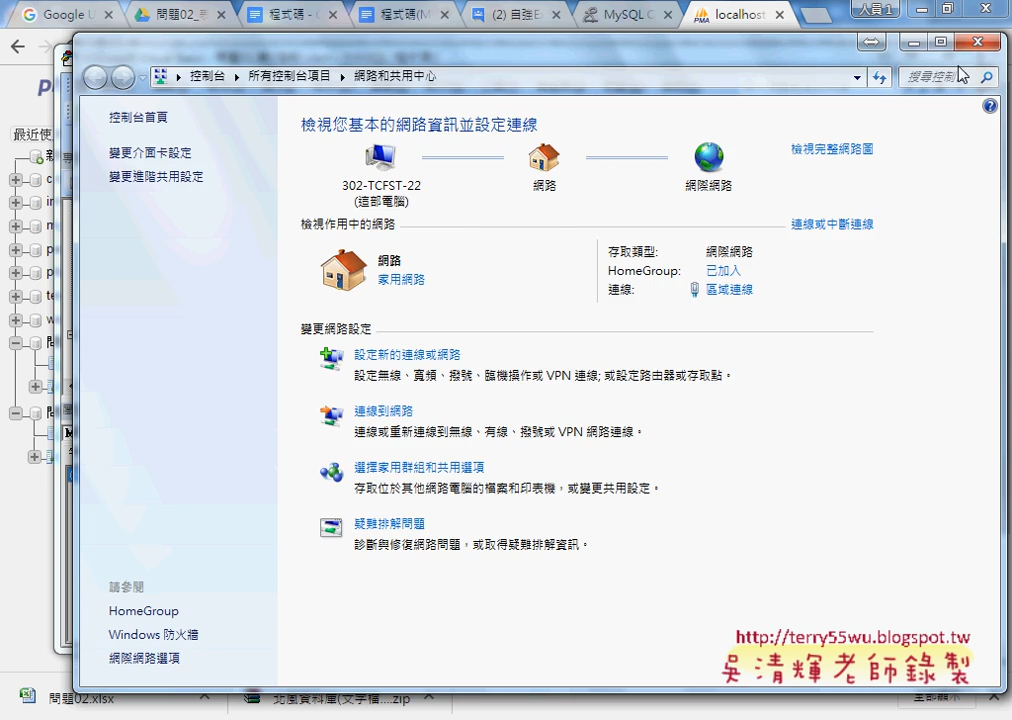 Google U
問題02_
程式碼 - C
程式碼(M
(2) 自強E
MySQL C
localhost
人員1
控制台 ▸ 所有控制台項目 ▸ 網路和共用中心
搜尋控制
最近使
控制台首頁
變更介面卡設定
變更進階共用設定
檢視您基本的網路資訊並設定連線
檢視完整網路圖
302-TCFST-22
(這部電腦)
網路
網際網路
檢視作用中的網路
連線或中斷連線
網路
家用網路
存取類型: 網際網路
HomeGroup: 已加入
連線: 區域連線
變更網路設定
設定新的連線或網路
設定無線、寬頻、撥號、臨機操作或 VPN 連線; 或設定路由器或存取點。
連線到網路
連線或重新連線到無線、有線、撥號或 VPN 網路連線。
選擇家用群組和共用選項
存取位於其他網路電腦的檔案和印表機，或變更共用設定。
疑難排解問題
診斷與修復網路問題，或取得疑難排解資訊。
請參閱
HomeGroup
Windows 防火牆
網際網路選項
http://terry55wu.blogspot.tw
吳清輝老師錄製
問題02.xlsx
北風資料庫(文字檔....zip
全部顯示